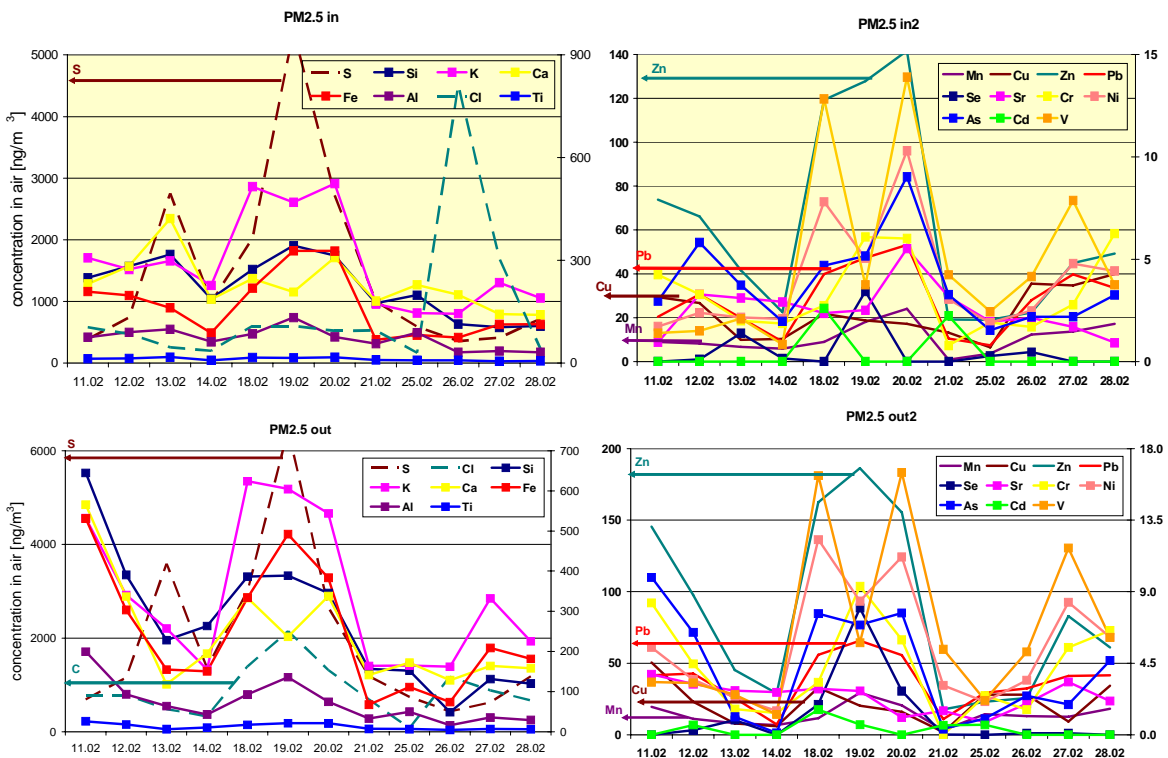 PM2.5 in
5000
4000
3000
2000
1000
0
900
600
300
0
concentration in air [ng/m³]
S
S Si K Ca
Fe Al Cl Ti
11.02 12.02 13.02 14.02 18.02 19.02 20.02 21.02 25.02 26.02 27.02 28.02
PM2.5 in2
140
120
100
80
60
40
20
0
15
10
5
0
Zn
Pb
Cu
Mn
Mn Cu Zn Pb
Se Sr Cr Ni
As Cd V
11.02 12.02 13.02 14.02 18.02 19.02 20.02 21.02 25.02 26.02 27.02 28.02
PM2.5 out
6000
4000
2000
0
700
600
500
400
300
200
100
0
concentration in air [ng/m³]
S
C
S Cl Si
K Ca Fe
Al Ti
11.02 12.02 13.02 14.02 18.02 19.02 20.02 21.02 25.02 26.02 27.02 28.02
PM2.5 out2
200
150
100
50
0
18.0
13.5
9.0
4.5
0.0
Zn
Pb
Cu
Mn
Mn Cu Zn Pb
Se Sr Cr Ni
As Cd V
11.02 12.02 13.02 14.02 18.02 19.02 20.02 21.02 25.02 26.02 27.02 28.02